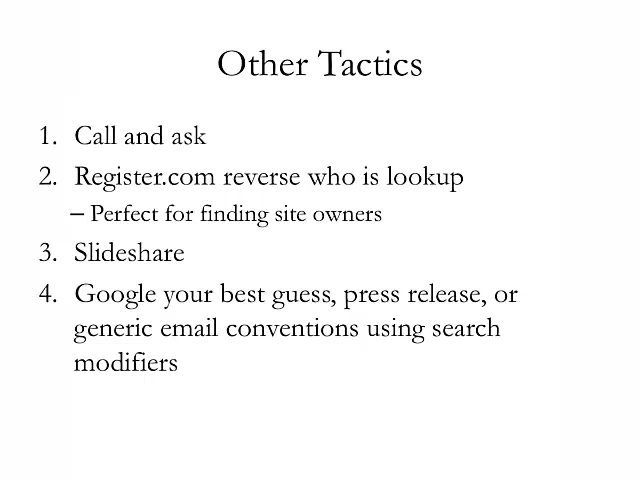 Other Tactics
1. Call and ask
2. Register.com reverse who is lookup
– Perfect for finding site owners
3. Slideshare
4. Google your best guess, press release, or
generic email conventions using search
modifiers